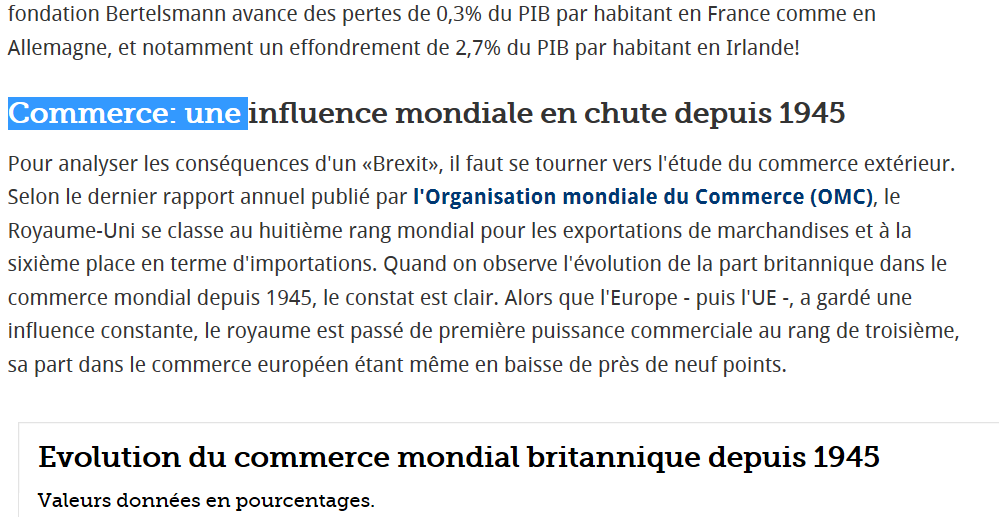 fondation Bertelsmann avance des pertes de 0,3% du PIB par habitant en France comme en
Allemagne, et notamment un effondrement de 2,7% du PIB par habitant en Irlande!
Commerce: une influence mondiale en chute depuis 1945
Pour analyser les conséquences d'un «Brexit», il faut se tourner vers l'étude du commerce extérieur.
Selon le dernier rapport annuel publié par l'Organisation mondiale du Commerce (OMC), le
Royaume-Uni se classe au huitième rang mondial pour les exportations de marchandises et à la
sixième place en terme d'importations. Quand on observe l'évolution de la part britannique dans le
commerce mondial depuis 1945, le constat est clair. Alors que l'Europe - puis l'UE -, a gardé une
influence constante, le royaume est passé de première puissance commerciale au rang de troisième,
sa part dans le commerce européen étant même en baisse de près de neuf points.
Evolution du commerce mondial britannique depuis 1945
Valeurs données en pourcentages.